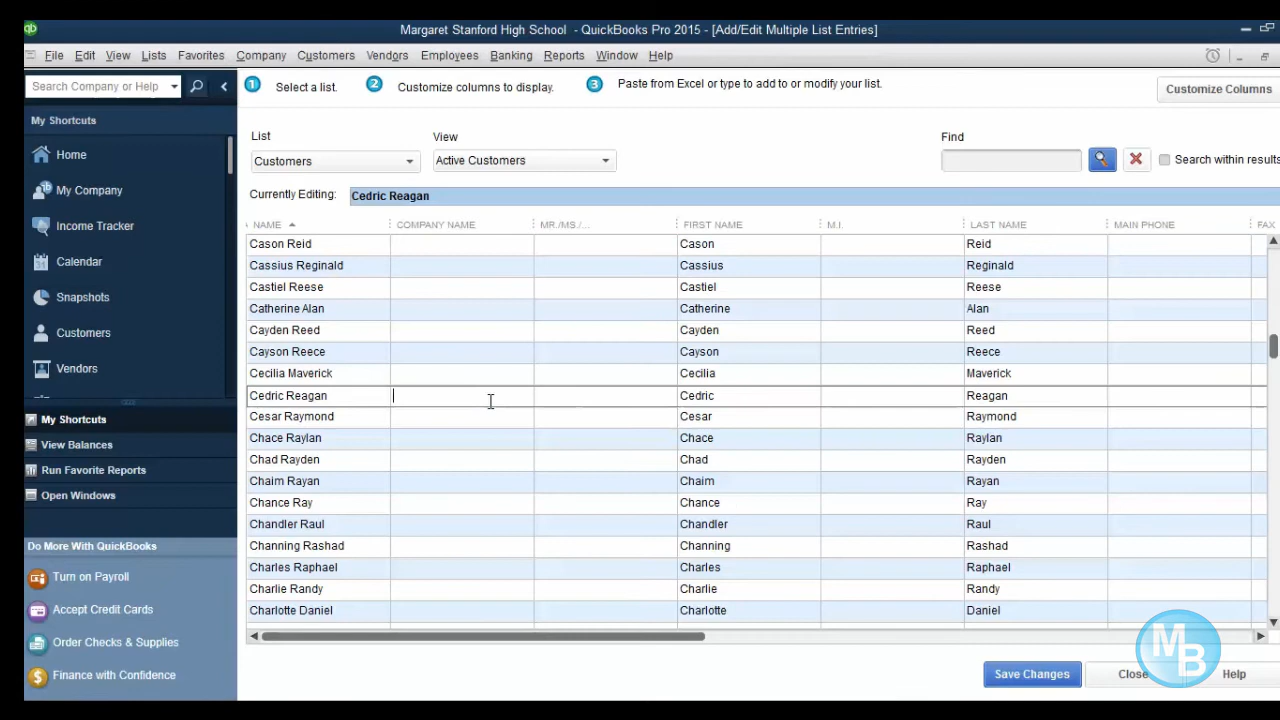 qb
Margaret Stanford High School - QuickBooks Pro 2015 - [Add/Edit Multiple List Entries]
File Edit View Lists Favorites Company Customers Vendors Employees Banking Reports Window Help
Search Company or Help
1 Select a list. 2 Customize columns to display. 3 Paste from Excel or type to add to or modify your list.
Customize Columns
My Shortcuts
Home
My Company
Income Tracker
Calendar
31
Snapshots
Customers
Vendors
My Shortcuts
View Balances
Run Favorite Reports
Open Windows
Do More With QuickBooks
Turn on Payroll
Accept Credit Cards
Order Checks & Supplies
Finance with Confidence
List View Find
Customers Active Customers Search within results
Currently Editing: Cedric Reagan
NAME COMPANY NAME MR./MS./... FIRST NAME M.I. LAST NAME MAIN PHONE FAX
Cason Reid Cason Reid
Cassius Reginald Cassius Reginald
Castiel Reese Castiel Reese
Catherine Alan Catherine Alan
Cayden Reed Cayden Reed
Cayson Reece Cayson Reece
Cecilia Maverick Cecilia Maverick
Cedric Reagan Cedric Reagan
Cesar Raymond Cesar Raymond
Chace Raylan Chace Raylan
Chad Rayden Chad Rayden
Chaim Rayan Chaim Rayan
Chance Ray Chance Ray
Chandler Raul Chandler Raul
Channing Rashad Channing Rashad
Charles Raphael Charles Raphael
Charlie Randy Charlie Randy
Charlotte Daniel Charlotte Daniel
Save Changes Close Help
MB